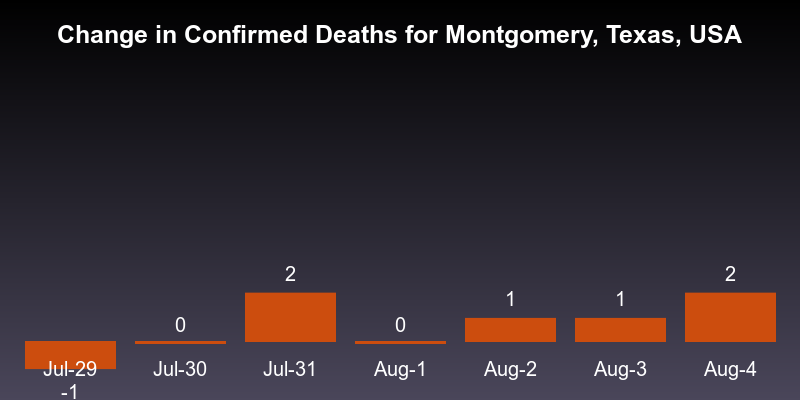 Change in Confirmed Deaths for Montgomery, Texas, USA
2
2
1
1
0
0
Jul-29
Jul-30
Jul-31
Aug-1
Aug-2
Aug-3
Aug-4
-1